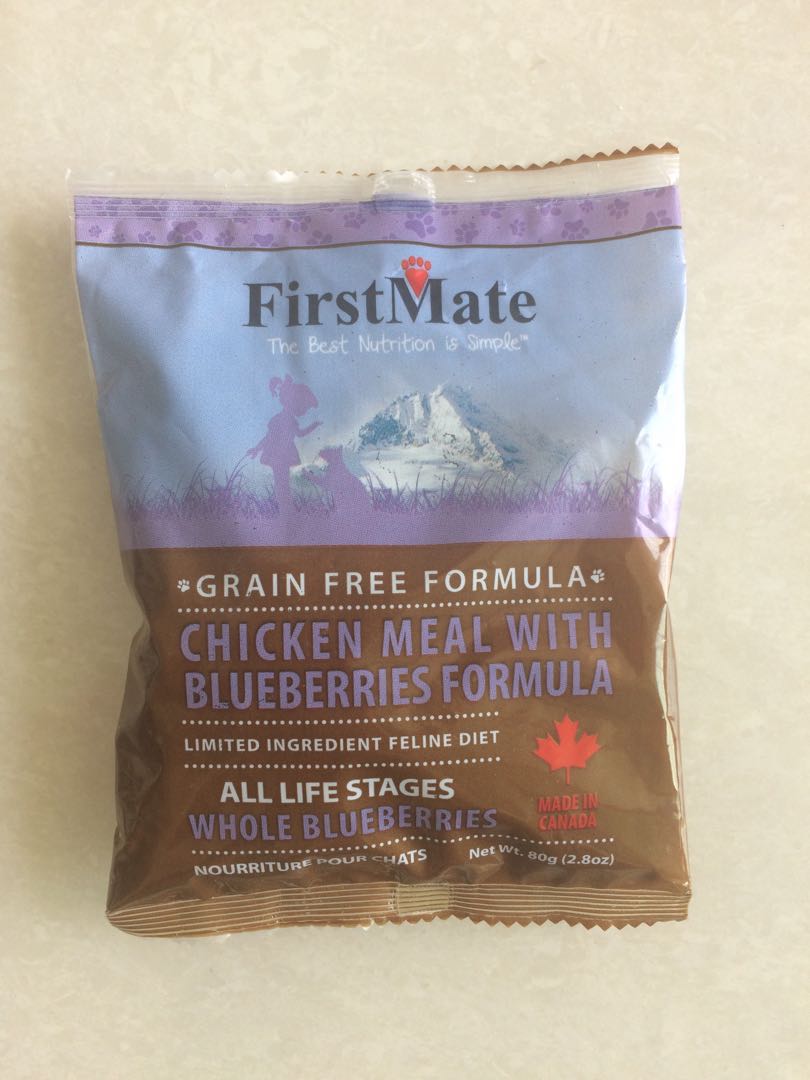 FirstMate
The Best Nutrition is Simple™
GRAIN FREE FORMULA
CHICKEN MEAL WITH
BLUEBERRIES FORMULA
LIMITED INGREDIENT FELINE DIET
ALL LIFE STAGES
WHOLE BLUEBERRIES
MADE IN
CANADA
NOURRITURE POUR CHATS
Net Wt. 80g (2.8oz)